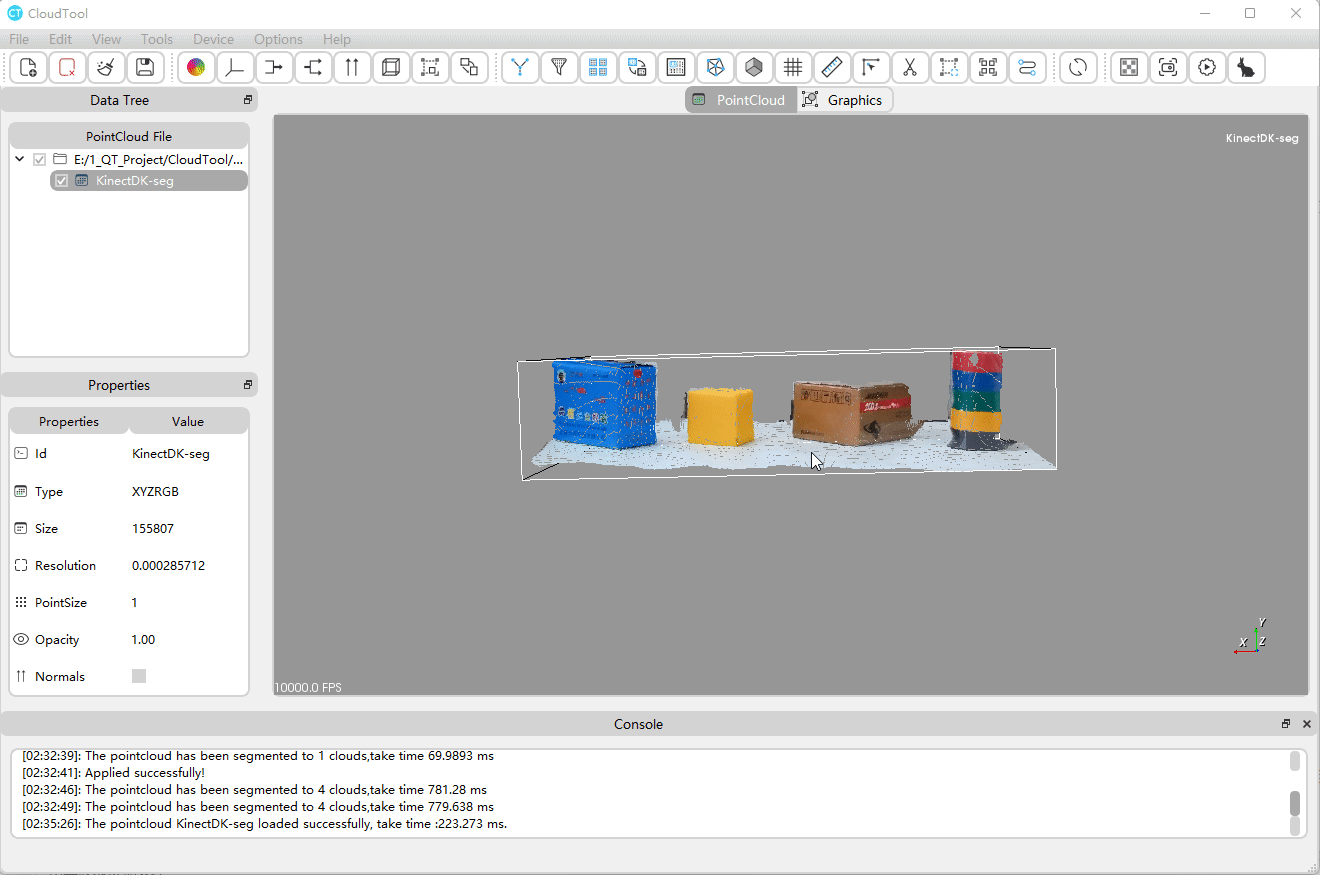 CT CloudTool
File Edit View Tools Device Options Help
Data Tree
PointCloud Graphics
PointCloud File
KinectDK-seg
E:/1_QT_Project/CloudTool/...
KinectDK-seg
Properties
Properties Value
Id KinectDK-seg
Type XYZRGB
Size 155807
Resolution 0.000285712
PointSize 1
Opacity 1.00
Normals
Y
X Z
10000.0 FPS
Console
[02:32:39]: The pointcloud has been segmented to 1 clouds,take time 69.9893 ms
[02:32:41]: Applied successfully!
[02:32:46]: The pointcloud has been segmented to 4 clouds,take time 781.28 ms
[02:32:49]: The pointcloud has been segmented to 4 clouds,take time 779.638 ms
[02:35:26]: The pointcloud KinectDK-seg loaded successfully, take time :223.273 ms.